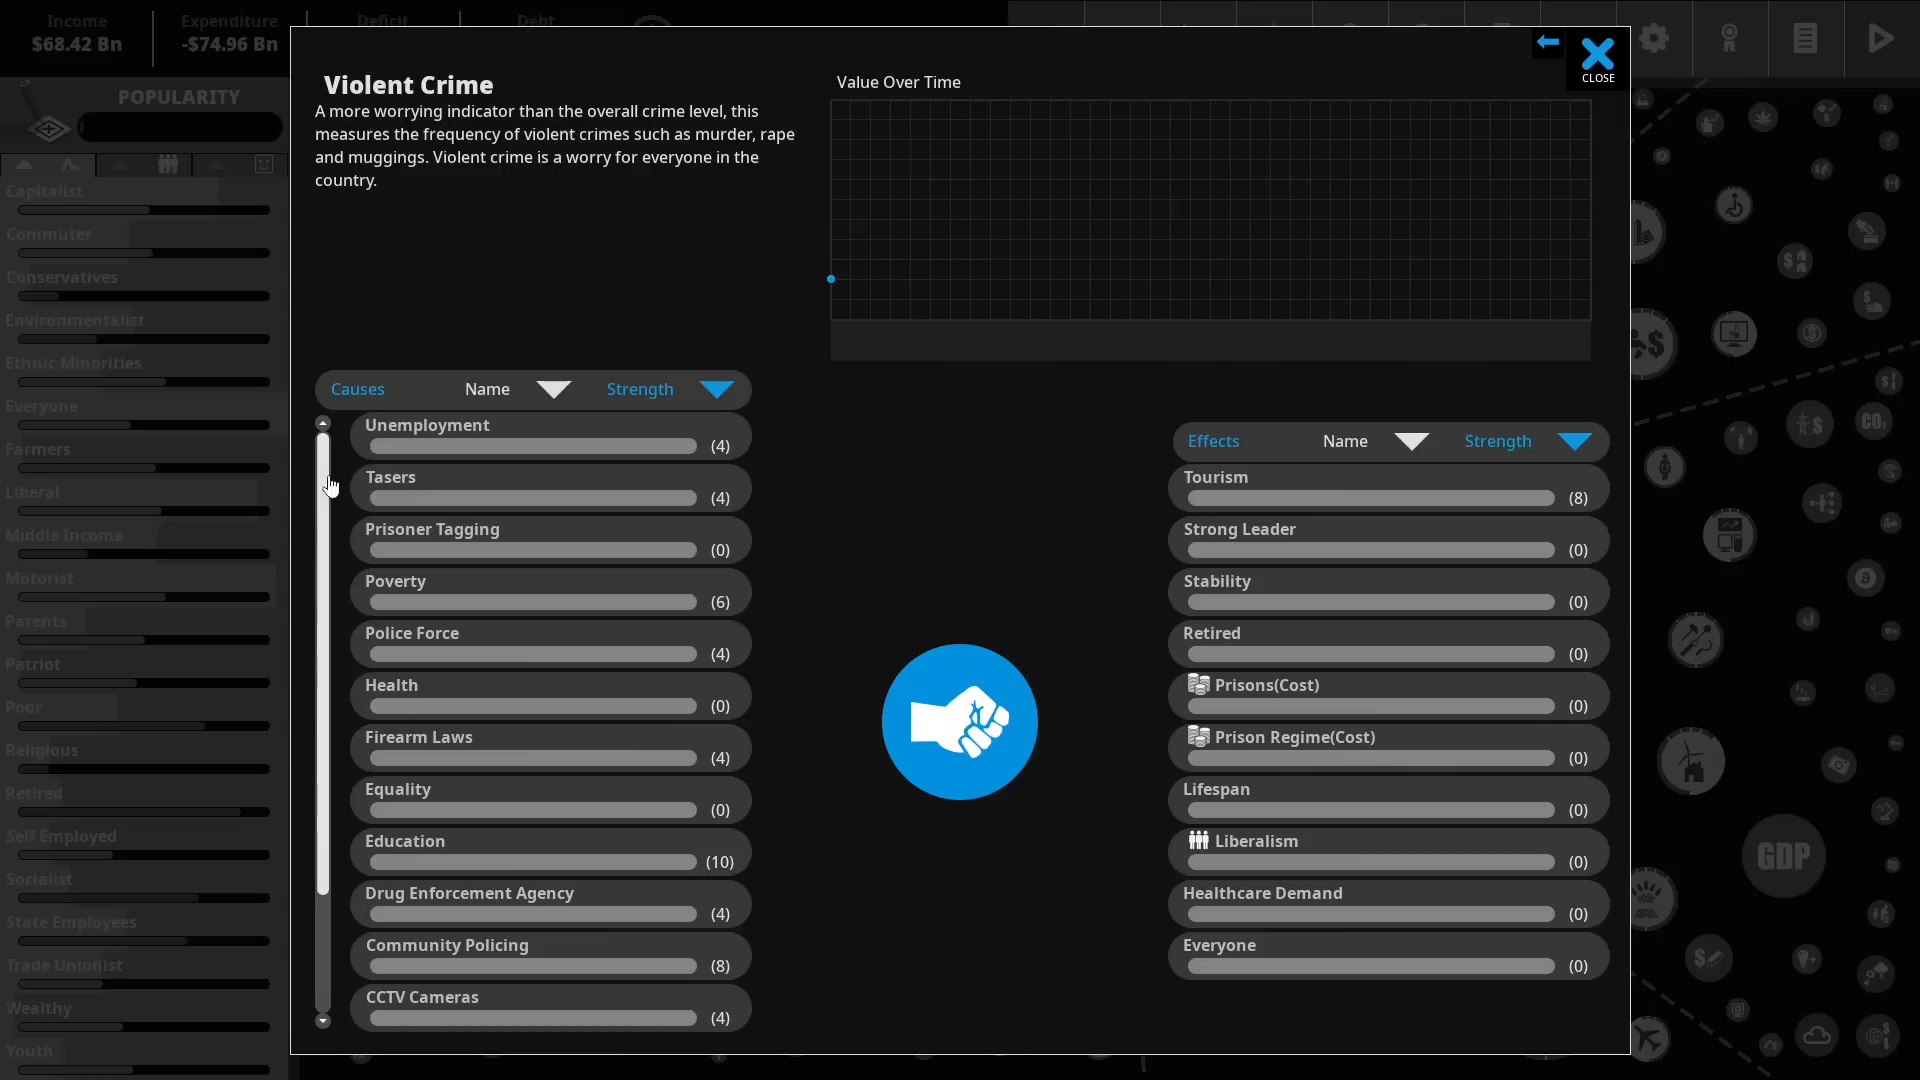 Income
Expenditure
Deficit
Debt
$68.42 Bn
-$74.96 Bn
POPULARITY
Capitalist
Commuter
Conservatives
Environmentalist
Ethnic Minorities
Everyone
Farmers
Liberal
Middle Income
Motorist
Parents
Patriot
Poor
Religious
Retired
Self Employed
Socialist
State Employees
Trade Unionist
Wealthy
Youth
Violent Crime
A more worrying indicator than the overall crime level, this
measures the frequency of violent crimes such as murder, rape
and muggings. Violent crime is a worry for everyone in the
country.
Value Over Time
CLOSE
Causes Name Strength
Unemployment
(4)
Tasers
(4)
Prisoner Tagging
(0)
Poverty
(6)
Police Force
(4)
Health
(0)
Firearm Laws
(4)
Equality
(0)
Education
(10)
Drug Enforcement Agency
(4)
Community Policing
(8)
CCTV Cameras
(4)
Effects Name Strength
Tourism
(8)
Strong Leader
(0)
Stability
(0)
Retired
(0)
Prisons(Cost)
(0)
Prison Regime(Cost)
(0)
Lifespan
(0)
Liberalism
(0)
Healthcare Demand
(0)
Everyone
(0)
CO₂
GDP